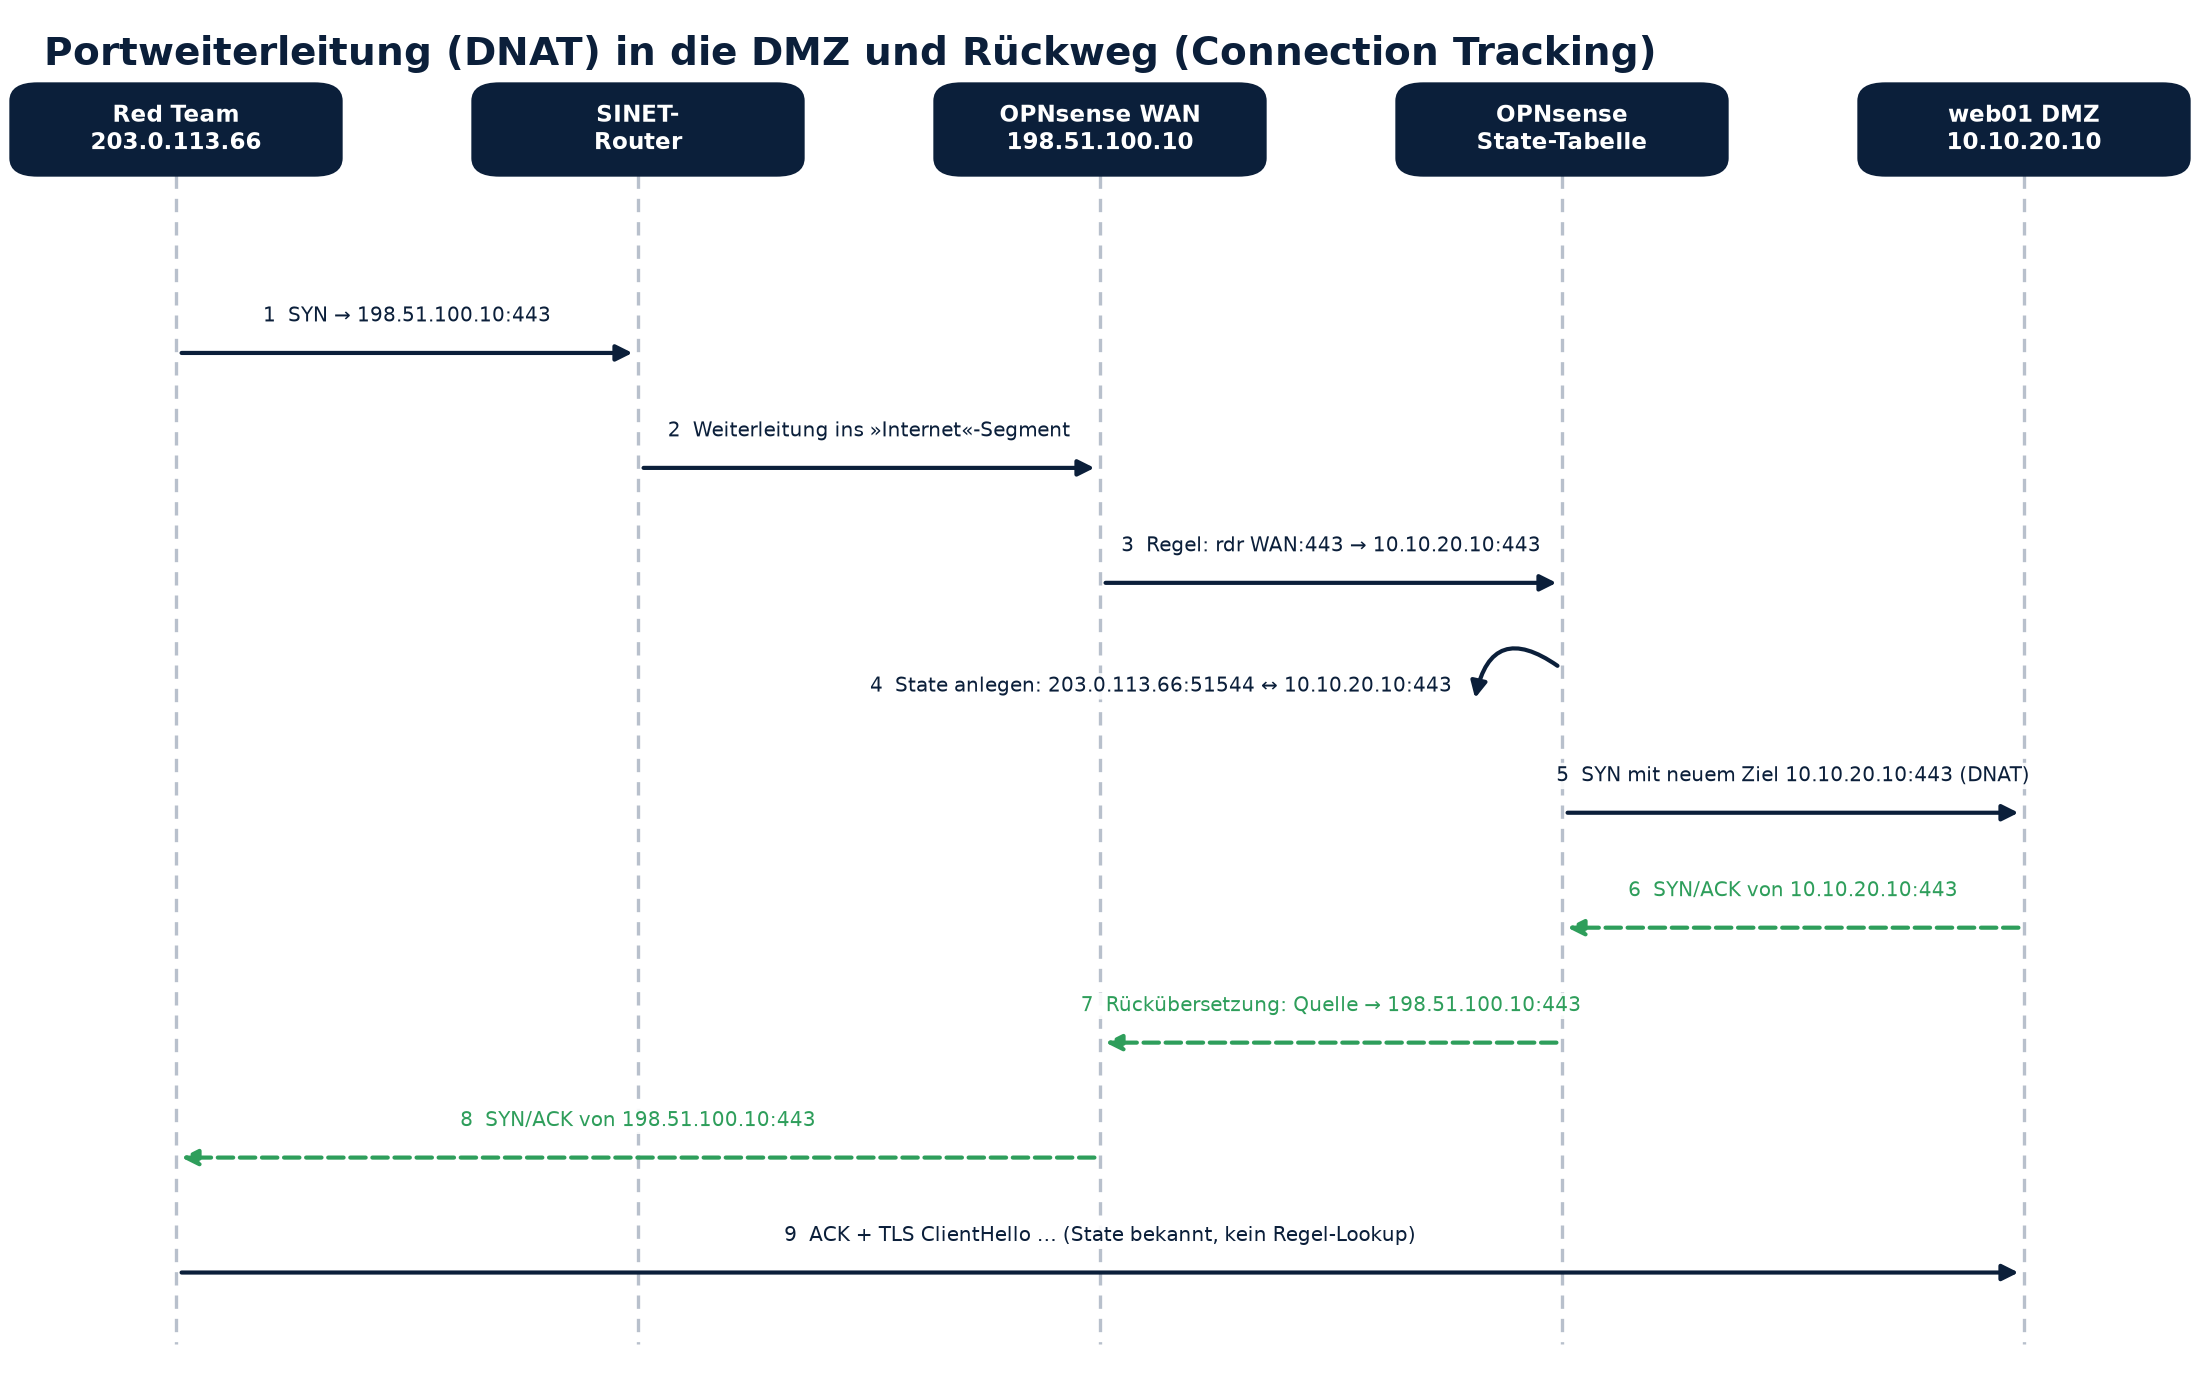 Portweiterleitung (DNAT) in die DMZ und Rückweg (Connection Tracking)
Red Team
203.0.113.66
SINET-
Router
OPNsense WAN
198.51.100.10
OPNsense
State-Tabelle
web01 DMZ
10.10.20.10
1 SYN → 198.51.100.10:443
2 Weiterleitung ins »Internet«-Segment
3 Regel: rdr WAN:443 → 10.10.20.10:443
4 State anlegen: 203.0.113.66:51544 ↔ 10.10.20.10:443
5 SYN mit neuem Ziel 10.10.20.10:443 (DNAT)
6 SYN/ACK von 10.10.20.10:443
7 Rückübersetzung: Quelle → 198.51.100.10:443
8 SYN/ACK von 198.51.100.10:443
9 ACK + TLS ClientHello … (State bekannt, kein Regel-Lookup)